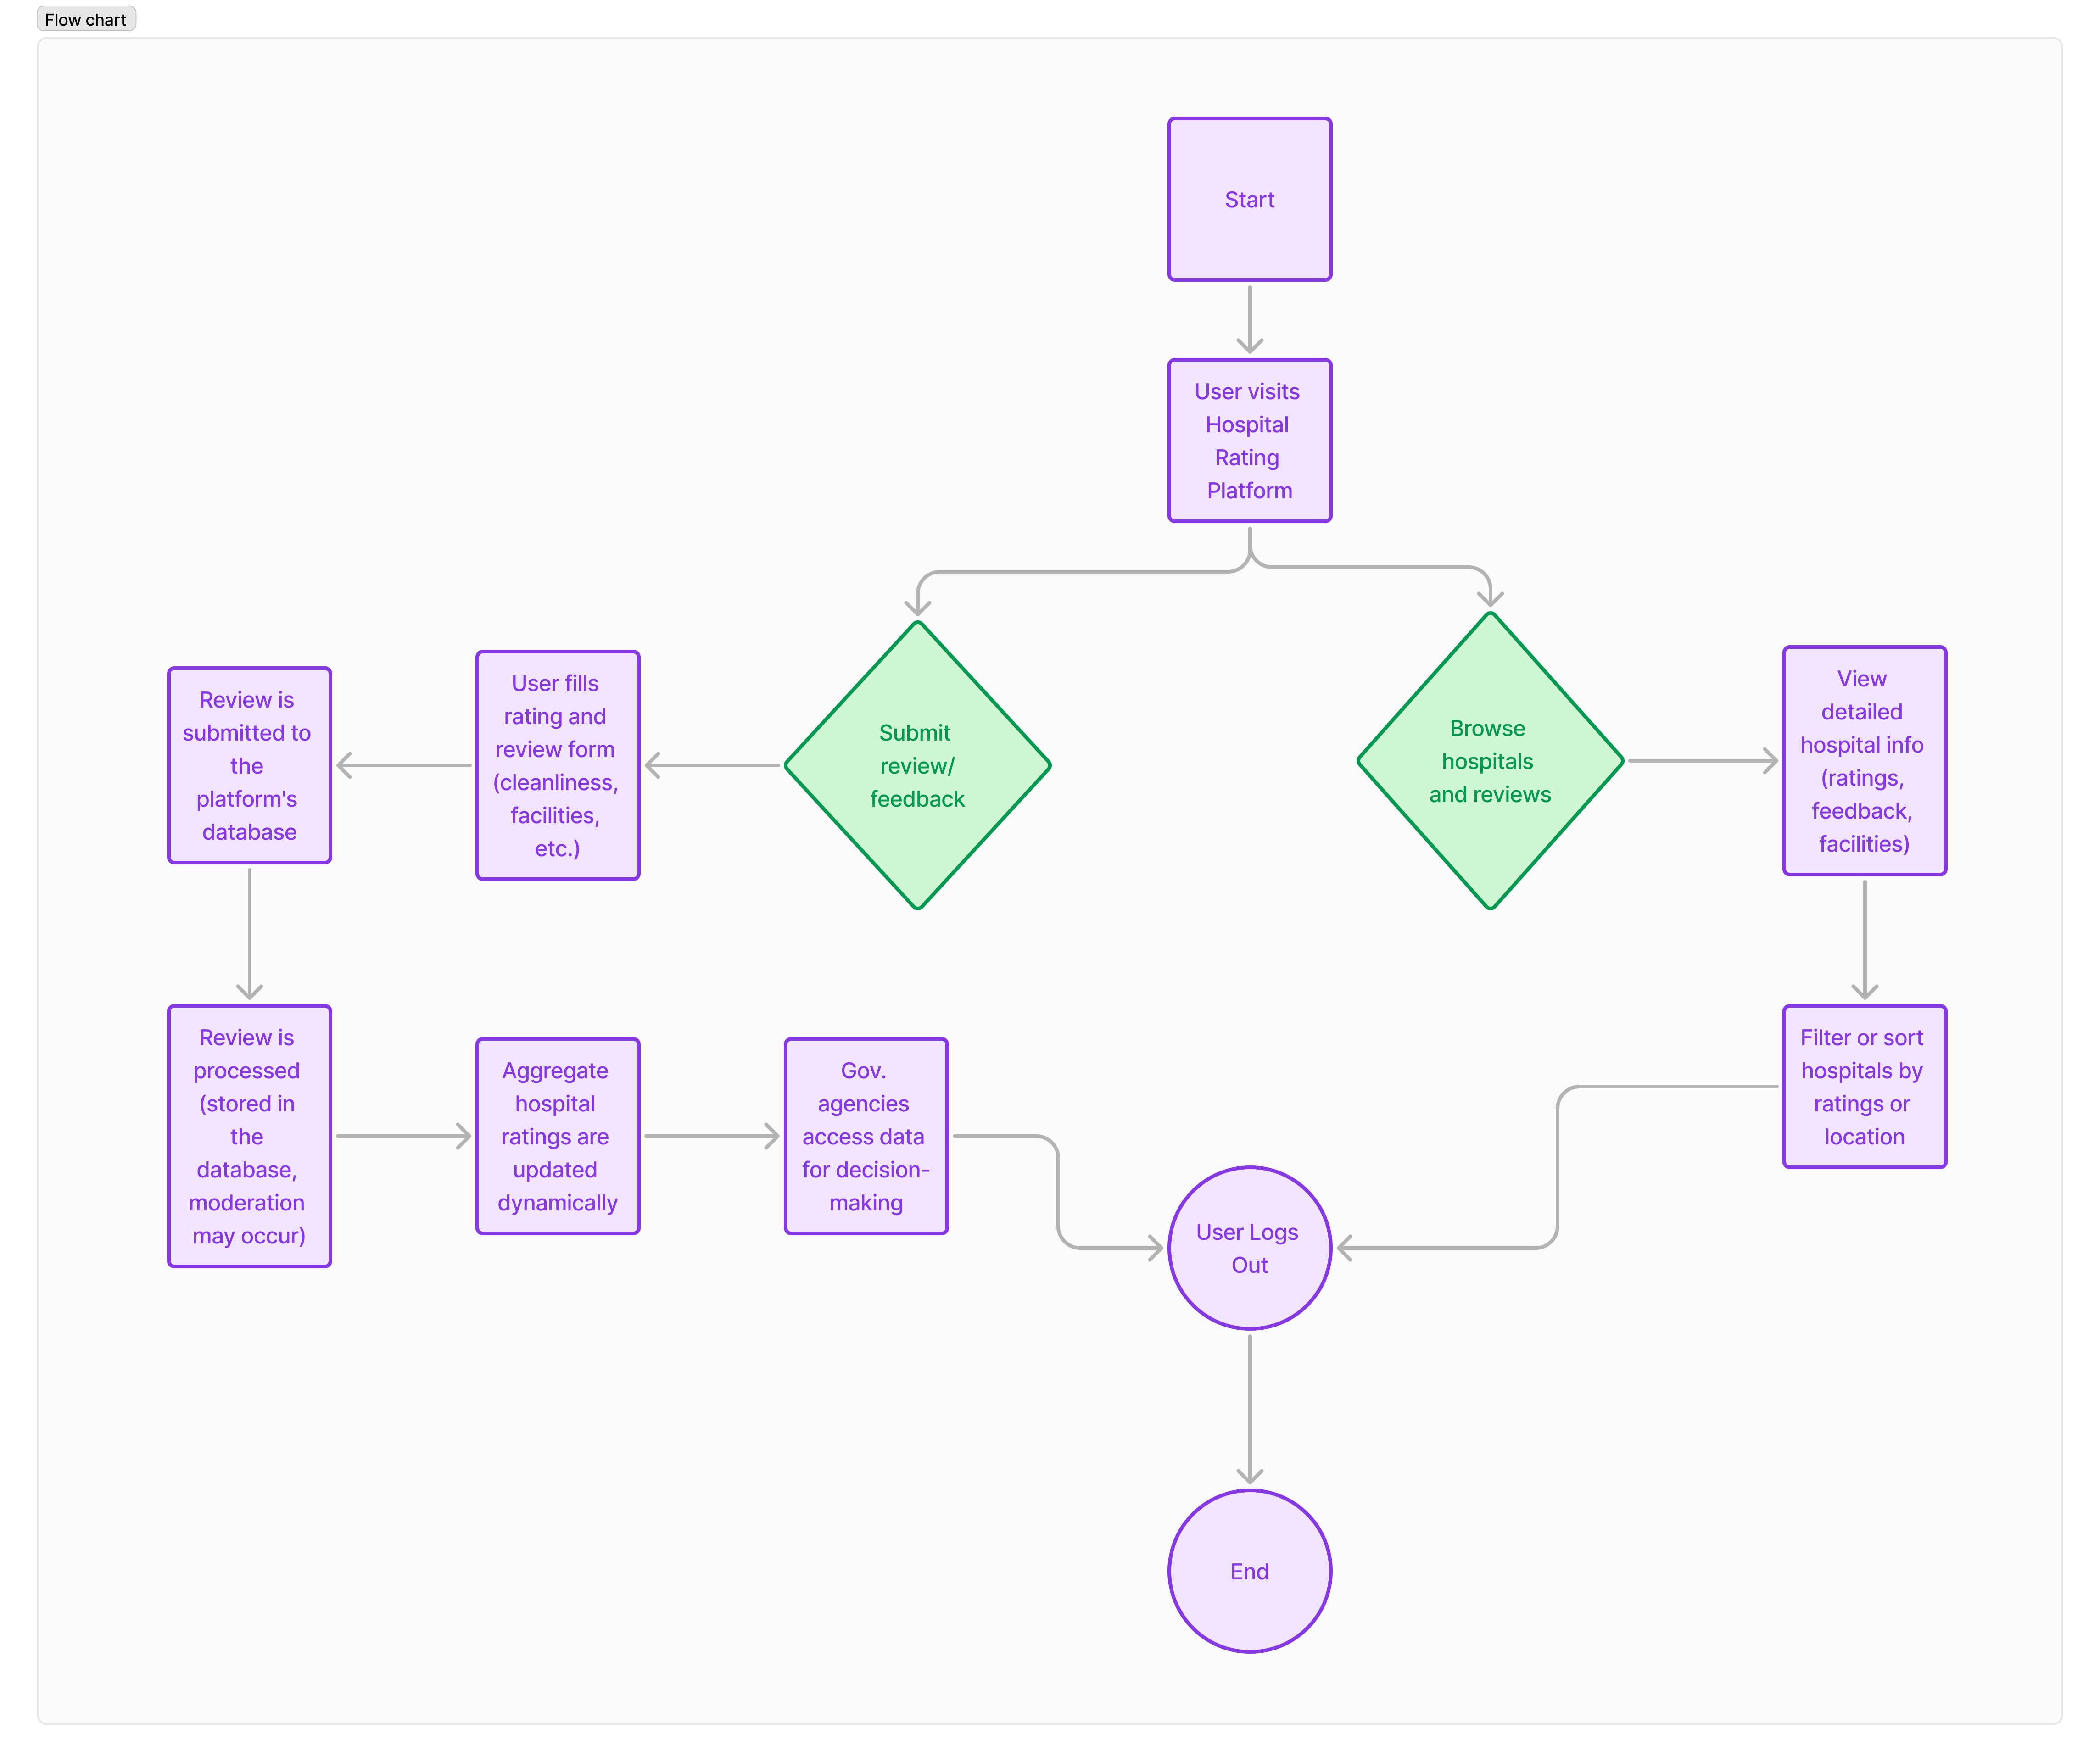 Flow chart
Start
User visits
Hospital
Rating
Platform
Submit
review/
feedback
User fills
rating and
review form
(cleanliness,
facilities,
etc.)
Review is
submitted to
the
platform's
database
Review is
processed
(stored in
the
database,
moderation
may occur)
Aggregate
hospital
ratings are
updated
dynamically
Gov.
agencies
access data
for decision-
making
Browse
hospitals
and reviews
View
detailed
hospital info
(ratings,
feedback,
facilities)
Filter or sort
hospitals by
ratings or
location
User Logs
Out
End